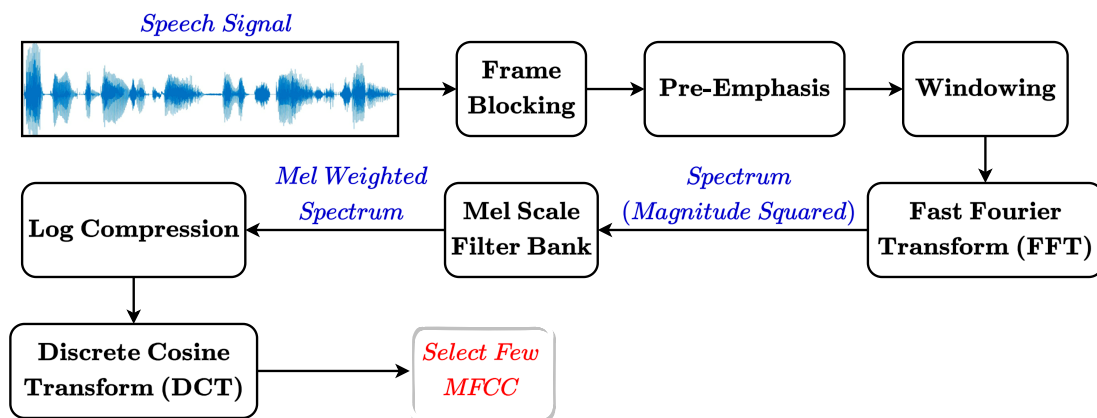 Speech Signal
Frame
Blocking
Pre-Emphasis
Windowing
Fast Fourier
Transform (FFT)
Spectrum
(Magnitude Squared)
Mel Scale
Filter Bank
Mel Weighted
Spectrum
Log Compression
Discrete Cosine
Transform (DCT)
Select Few
MFCC